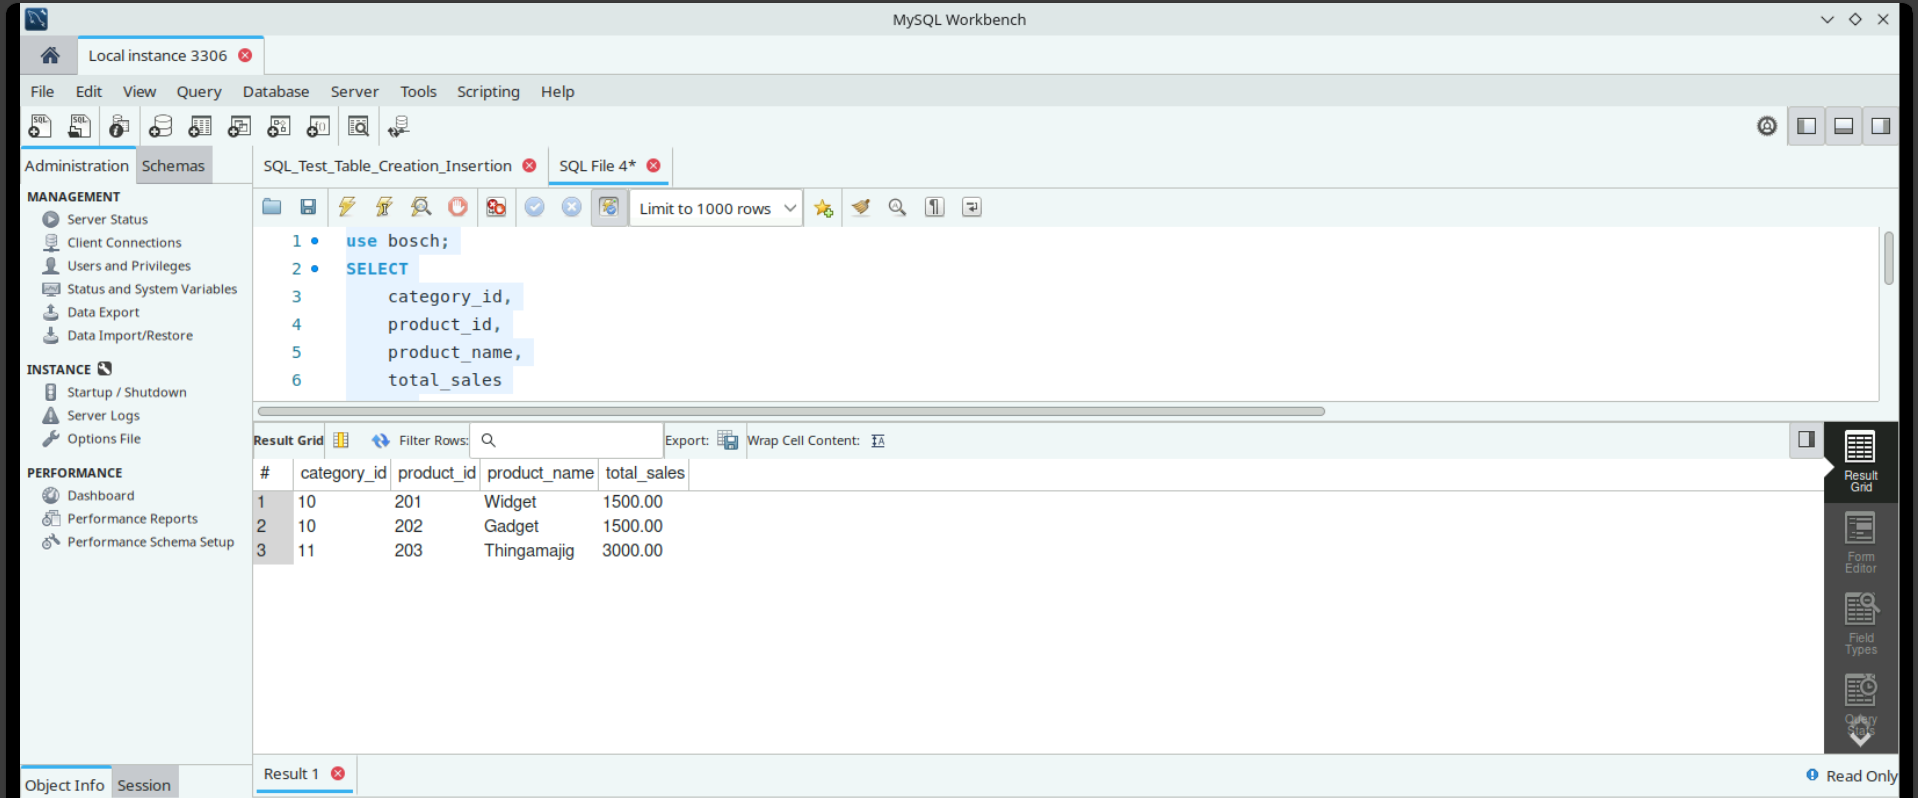 MySQL Workbench
Local instance 3306
File Edit View Query Database Server Tools Scripting Help
Administration Schemas
SQL_Test_Table_Creation_Insertion SQL File 4*
MANAGEMENT
Server Status
Client Connections
Users and Privileges
Status and System Variables
Data Export
Data Import/Restore
INSTANCE
Startup / Shutdown
Server Logs
Options File
PERFORMANCE
Dashboard
Performance Reports
Performance Schema Setup
Object Info Session
Limit to 1000 rows
1 use bosch;
2 SELECT
3 category_id,
4 product_id,
5 product_name,
6 total_sales
Result Grid Filter Rows: Export: Wrap Cell Content:
# category_id product_id product_name total_sales
1 10 201 Widget 1500.00
2 10 202 Gadget 1500.00
3 11 203 Thingamajig 3000.00
Result
Grid
Form
Editor
Field
Types
Query
Stats
Result 1
Read Only